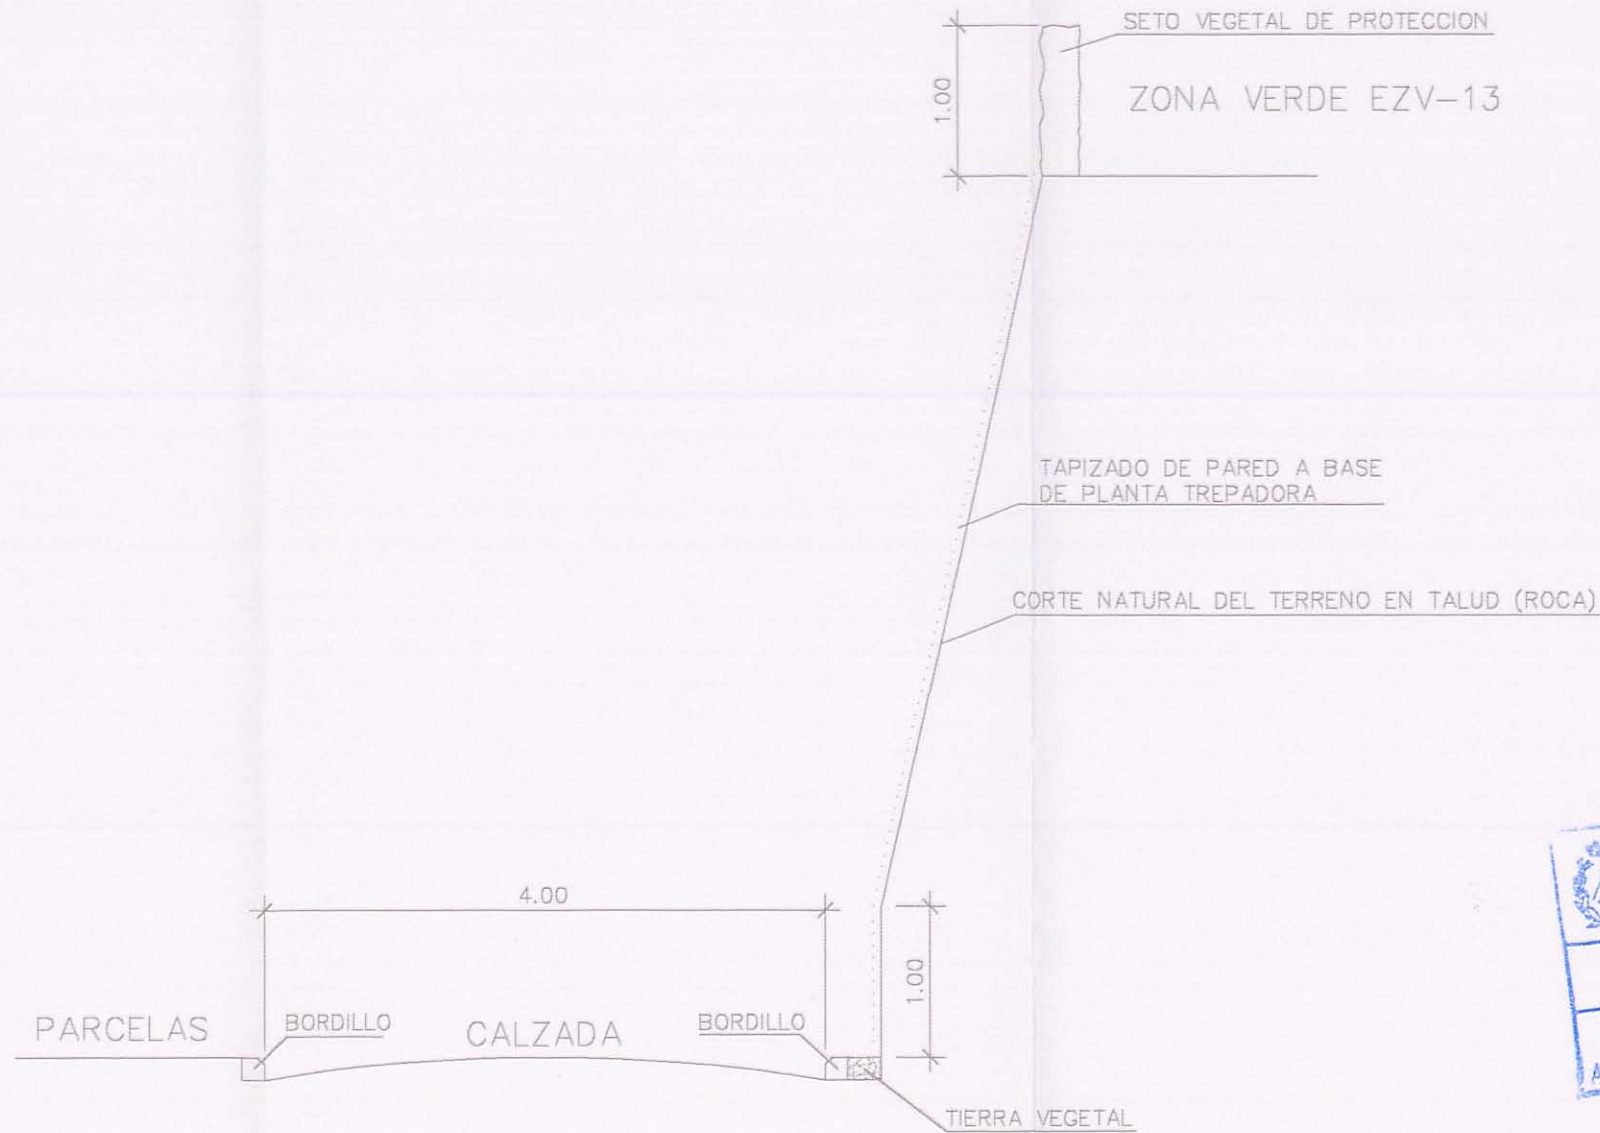 SETO VEGETAL DE PROTECCION
1.00
ZONA VERDE EZV-13
TAPIZADO DE PARED A BASE
DE PLANTA TREPADORA
CORTE NATURAL DEL TERRENO EN TALUD (ROCA)
4.00
1.00
PARCELAS
BORDILLO
CALZADA
BORDILLO
TIERRA VEGETAL